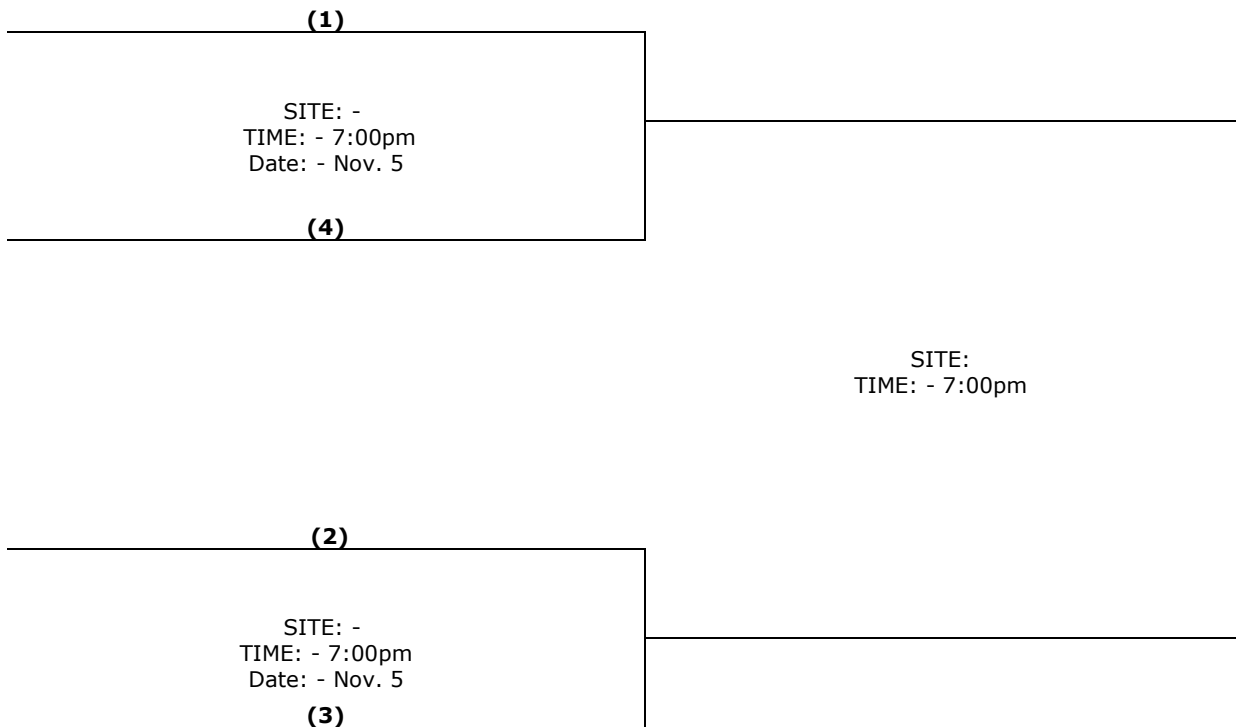 (1)
SITE: -
TIME: - 7:00pm
Date: - Nov. 5
(4)
SITE:
TIME: - 7:00pm
(2)
SITE: -
TIME: - 7:00pm
Date: - Nov. 5
(3)